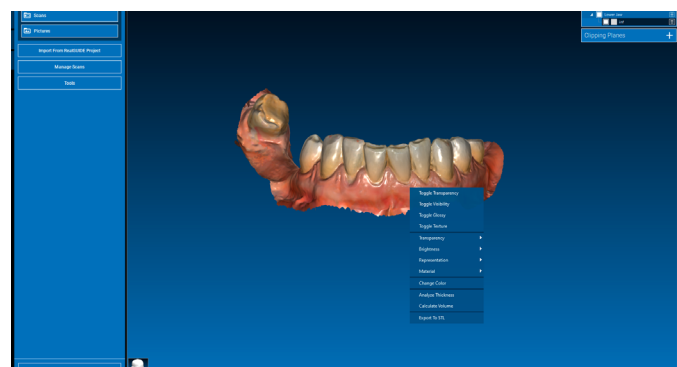 Scans
Pictures
Import From RealGUIDE Project
Manage Scans
Tools
Clipping Planes
Toggle Transparency
Toggle Visibility
Toggle Glossy
Toggle Texture
Transparency
Brightness
Representation
Material
Change Color
Analyze Thickness
Calculate Volume
Export To STL